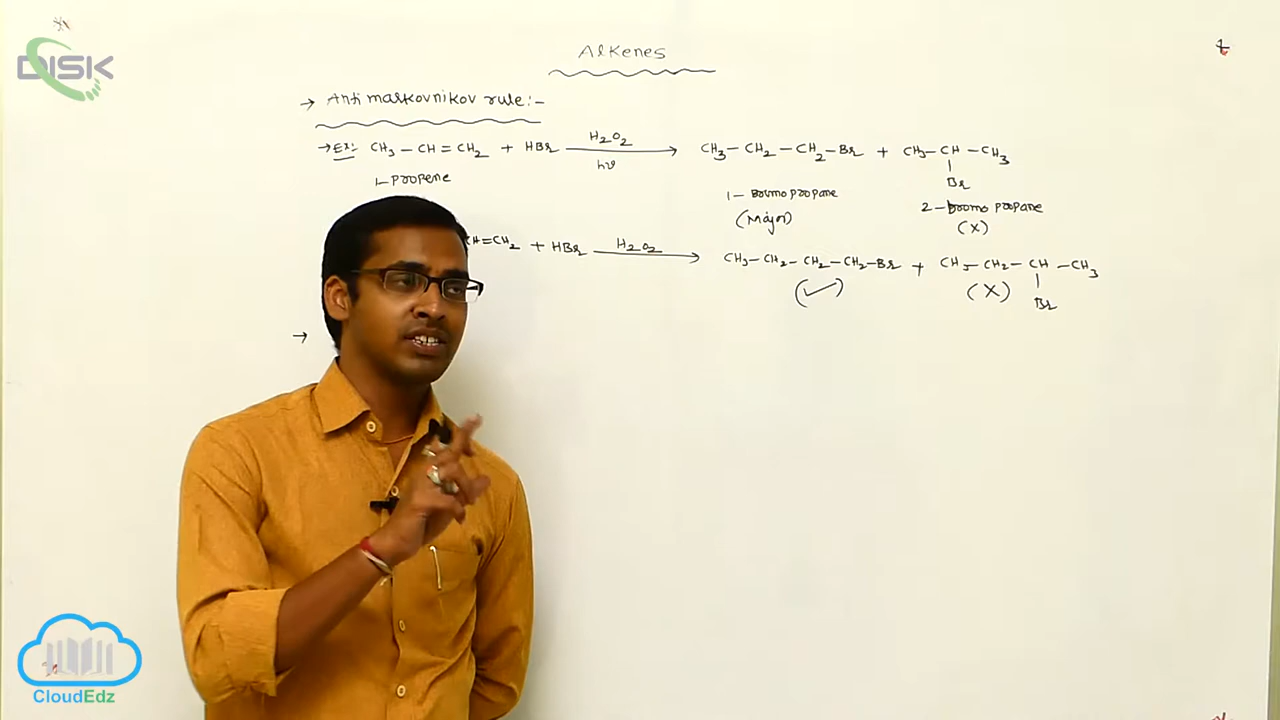 DISK
Alkenes
→ Anti markovnikov rule:-
→ Ex:- CH3 – CH = CH2 + HBr H2O2 hν → CH3 – CH2 – CH2 – Br + CH3 – CH – CH3
Br
1-propene
1-Bromo propane
2-bromo propane
(Major)
(X)
CH=CH2 + HBr H2O2 → CH3–CH2–CH2–CH2–Br + CH3–CH2–CH–CH3
(✓) (X) Br
→
CloudEdz